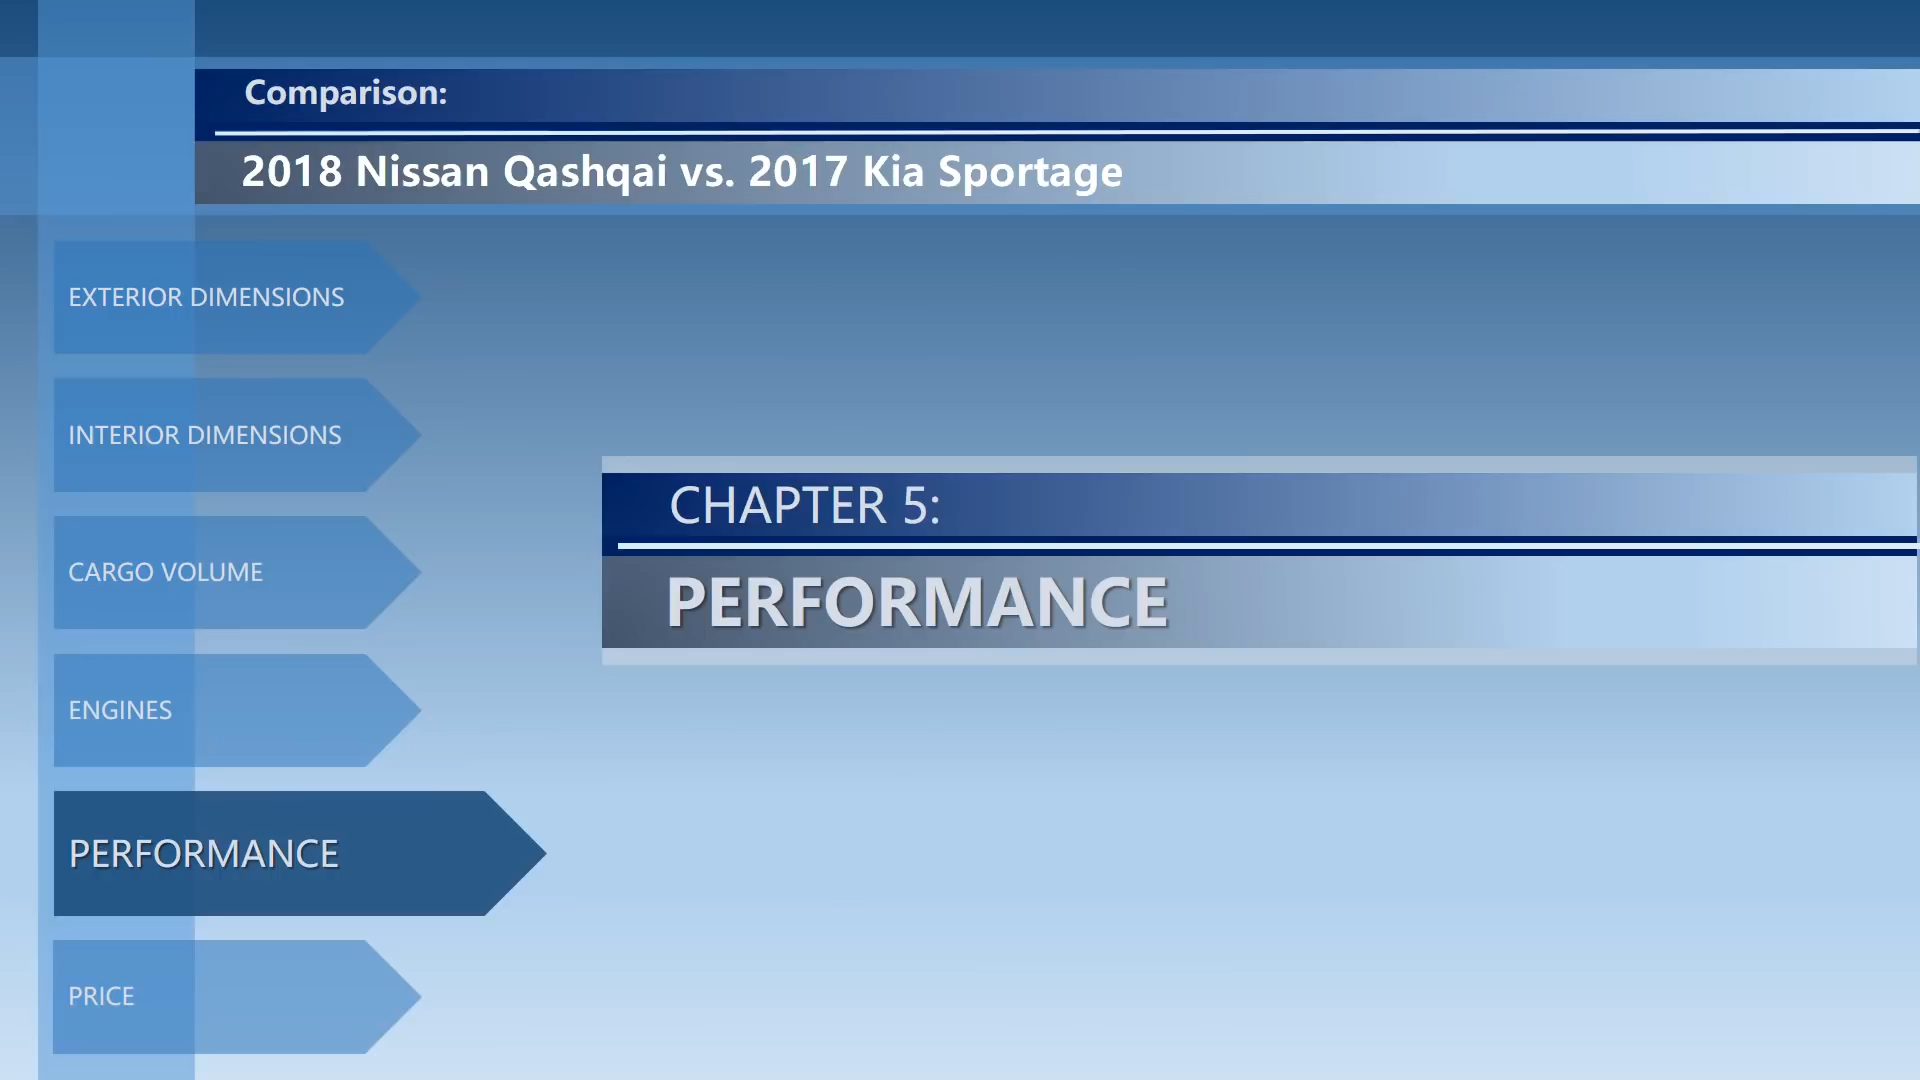 Comparison:
2018 Nissan Qashqai vs. 2017 Kia Sportage
EXTERIOR DIMENSIONS
INTERIOR DIMENSIONS
CARGO VOLUME
ENGINES
PERFORMANCE
PRICE
CHAPTER 5:
PERFORMANCE